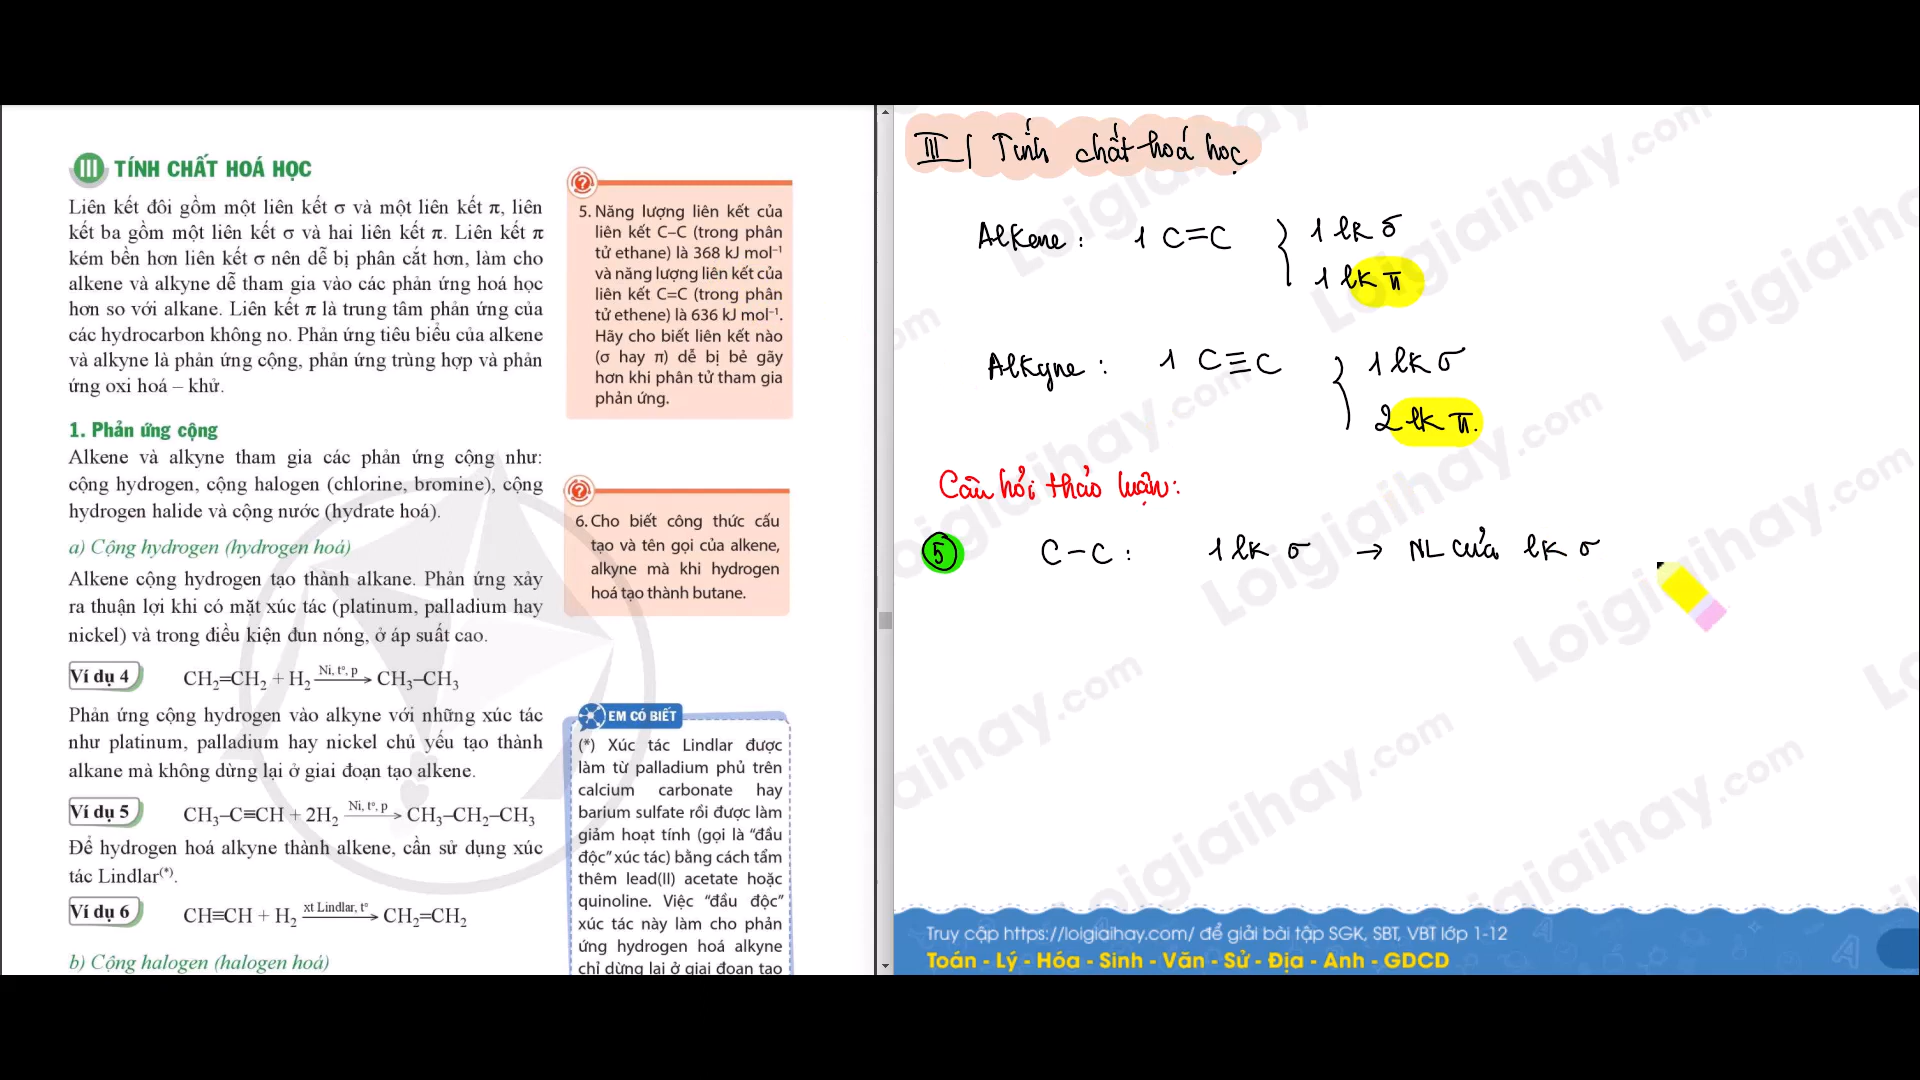 III TÍNH CHẤT HOÁ HỌC
Liên kết đôi gồm một liên kết σ và một liên kết π, liên
kết ba gồm một liên kết σ và hai liên kết π. Liên kết π
kém bền hơn liên kết σ nên dễ bị phân cắt hơn, làm cho
alkene và alkyne dễ tham gia vào các phản ứng hoá học
hơn so với alkane. Liên kết π là trung tâm phản ứng của
các hydrocarbon không no. Phản ứng tiêu biểu của alkene
và alkyne là phản ứng cộng, phản ứng trùng hợp và phản
ứng oxi hoá – khử.
1. Phản ứng cộng
Alkene và alkyne tham gia các phản ứng cộng như:
cộng hydrogen, cộng halogen (chlorine, bromine), cộng
hydrogen halide và cộng nước (hydrate hoá).
a) Cộng hydrogen (hydrogen hoá)
Alkene cộng hydrogen tạo thành alkane. Phản ứng xảy
ra thuận lợi khi có mặt xúc tác (platinum, palladium hay
nickel) và trong điều kiện đun nóng, ở áp suất cao.
Ví dụ 4 CH₂=CH₂ + H₂ Ni, t°, p → CH₃–CH₃
Phản ứng cộng hydrogen vào alkyne với những xúc tác
như platinum, palladium hay nickel chủ yếu tạo thành
alkane mà không dừng lại ở giai đoạn tạo alkene.
Ví dụ 5 CH₃–C≡CH + 2H₂ Ni, t°, p → CH₃–CH₂–CH₃
Để hydrogen hoá alkyne thành alkene, cần sử dụng xúc
tác Lindlar(*).
Ví dụ 6 CH≡CH + H₂ xt Lindlar, t° → CH₂=CH₂
b) Cộng halogen (halogen hoá)
5. Năng lượng liên kết của
liên kết C–C (trong phân
tử ethane) là 368 kJ mol⁻¹
và năng lượng liên kết của
liên kết C=C (trong phân
tử ethene) là 636 kJ mol⁻¹.
Hãy cho biết liên kết nào
(σ hay π) dễ bị bẻ gãy
hơn khi phân tử tham gia
phản ứng.
6. Cho biết công thức cấu
tạo và tên gọi của alkene,
alkyne mà khi hydrogen
hoá tạo thành butane.
EM CÓ BIẾT
(*) Xúc tác Lindlar được
làm từ palladium phủ trên
calcium carbonate hay
barium sulfate rồi được làm
giảm hoạt tính (gọi là “đầu
độc” xúc tác) bằng cách tẩm
thêm lead(II) acetate hoặc
quinoline. Việc “đầu độc”
xúc tác này làm cho phản
ứng hydrogen hoá alkyne
chỉ dừng lại ở giai đoạn tạo
III Tính chất hoá học
Alkene: 1 C=C 1 lk σ
1 lk π
Alkyne: 1 C≡C 1 lk σ
2 lk π.
Câu hỏi thảo luận:
5 C–C: 1 lk σ → NL của lk σ
Truy cập https://loigiaihay.com/ để giải bài tập SGK, SBT, VBT lớp 1-12
Toán - Lý - Hóa - Sinh - Văn - Sử - Địa - Anh - GDCD
Loigiaihay.com